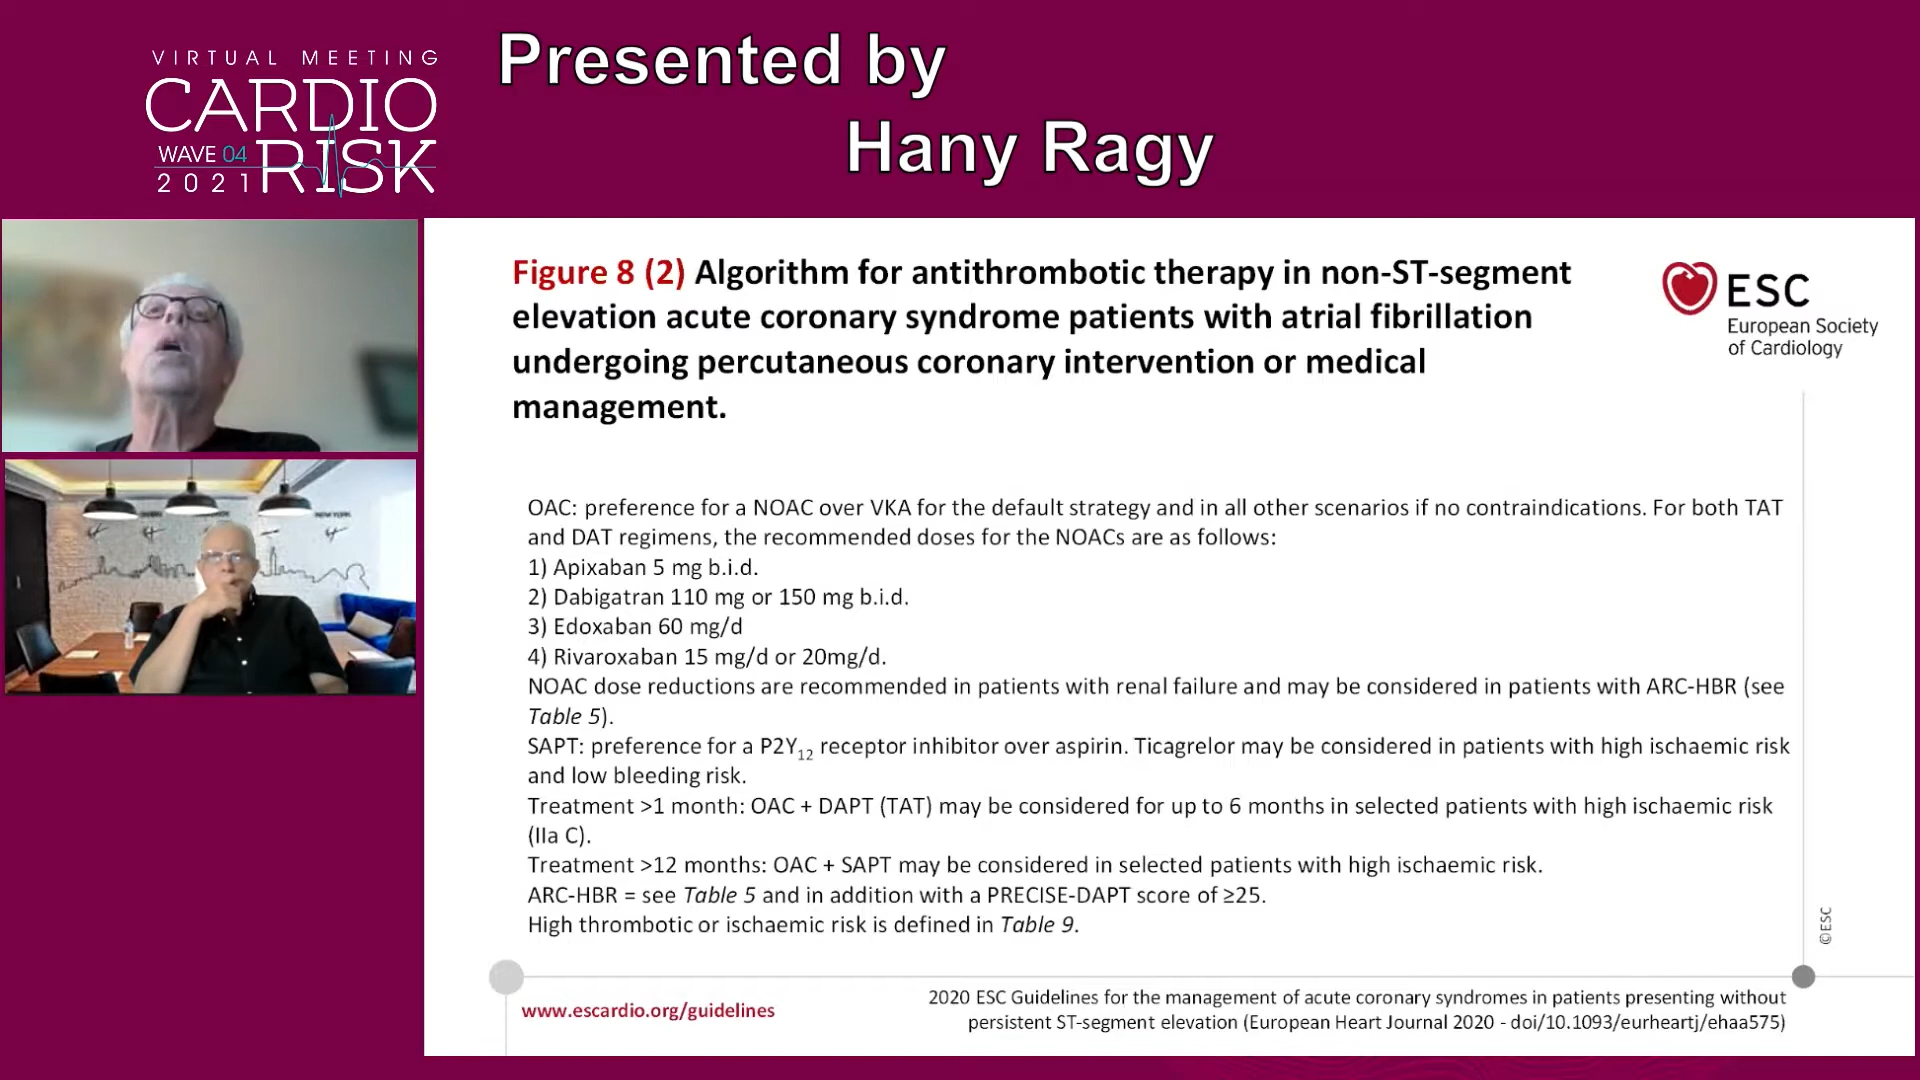 VIRTUAL MEETING
CARDIO
WAVE 04
RISK
2021
Presented by
Hany Ragy
Figure 8 (2) Algorithm for antithrombotic therapy in non-ST-segment
elevation acute coronary syndrome patients with atrial fibrillation
undergoing percutaneous coronary intervention or medical
management.
ESC
European Society
of Cardiology
OAC: preference for a NOAC over VKA for the default strategy and in all other scenarios if no contraindications. For both TAT
and DAT regimens, the recommended doses for the NOACs are as follows:
1) Apixaban 5 mg b.i.d.
2) Dabigatran 110 mg or 150 mg b.i.d.
3) Edoxaban 60 mg/d
4) Rivaroxaban 15 mg/d or 20mg/d.
NOAC dose reductions are recommended in patients with renal failure and may be considered in patients with ARC-HBR (see
Table 5).
SAPT: preference for a P2Y12 receptor inhibitor over aspirin. Ticagrelor may be considered in patients with high ischaemic risk
and low bleeding risk.
Treatment >1 month: OAC + DAPT (TAT) may be considered for up to 6 months in selected patients with high ischaemic risk
(IIa C).
Treatment >12 months: OAC + SAPT may be considered in selected patients with high ischaemic risk.
ARC-HBR = see Table 5 and in addition with a PRECISE-DAPT score of ≥25.
High thrombotic or ischaemic risk is defined in Table 9.
©ESC
www.escardio.org/guidelines
2020 ESC Guidelines for the management of acute coronary syndromes in patients presenting without
persistent ST-segment elevation (European Heart Journal 2020 - doi/10.1093/eurheartj/ehaa575)